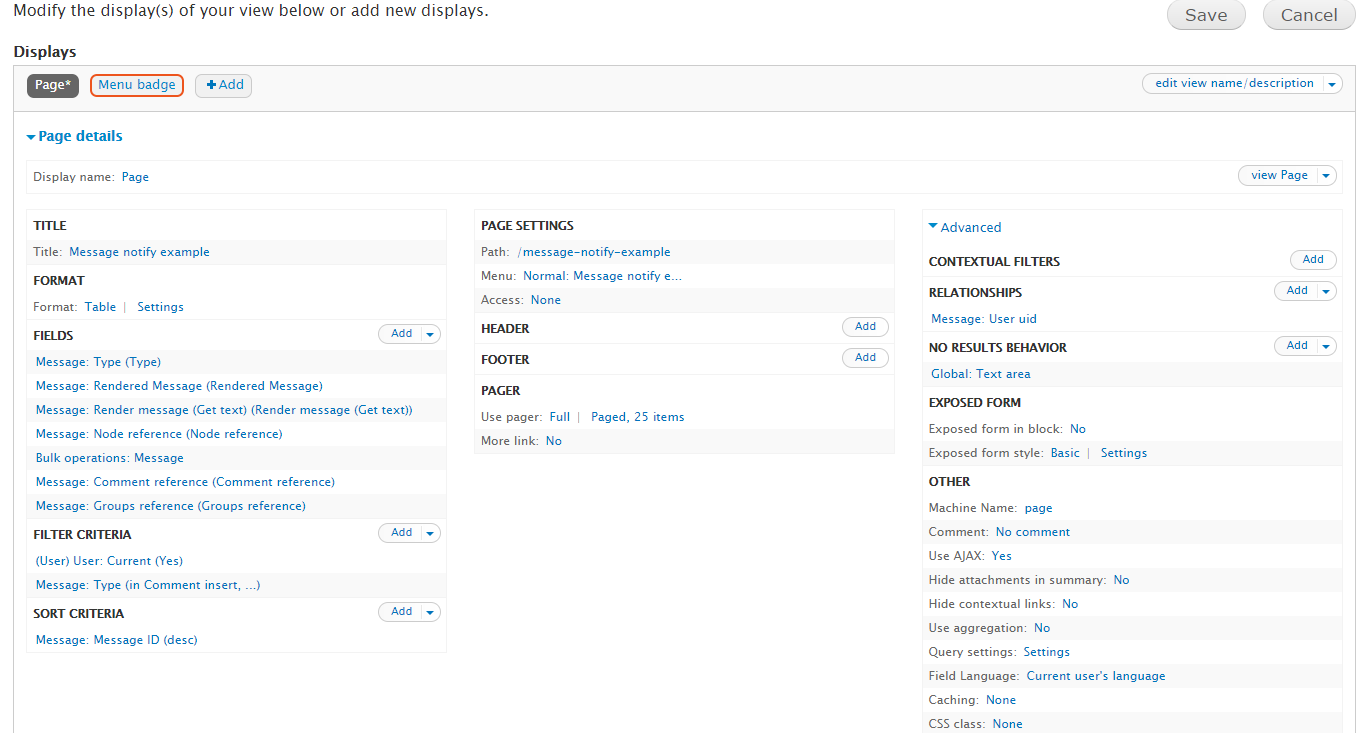 Modify the display(s) of your view below or add new displays.
Save
Cancel
Displays
Page*
Menu badge
+Add
edit view name/description
Page details
Display name: Page
view Page
TITLE
Title: Message notify example
FORMAT
Format: Table | Settings
FIELDS
Add
Message: Type (Type)
Message: Rendered Message (Rendered Message)
Message: Render message (Get text) (Render message (Get text))
Message: Node reference (Node reference)
Bulk operations: Message
Message: Comment reference (Comment reference)
Message: Groups reference (Groups reference)
FILTER CRITERIA
Add
(User) User: Current (Yes)
Message: Type (in Comment insert, ...)
SORT CRITERIA
Add
Message: Message ID (desc)
PAGE SETTINGS
Path: /message-notify-example
Menu: Normal: Message notify e...
Access: None
HEADER
Add
FOOTER
Add
PAGER
Use pager: Full | Paged, 25 items
More link: No
Advanced
CONTEXTUAL FILTERS
Add
RELATIONSHIPS
Add
Message: User uid
NO RESULTS BEHAVIOR
Add
Global: Text area
EXPOSED FORM
Exposed form in block: No
Exposed form style: Basic | Settings
OTHER
Machine Name: page
Comment: No comment
Use AJAX: Yes
Hide attachments in summary: No
Hide contextual links: No
Use aggregation: No
Query settings: Settings
Field Language: Current user's language
Caching: None
CSS class: None